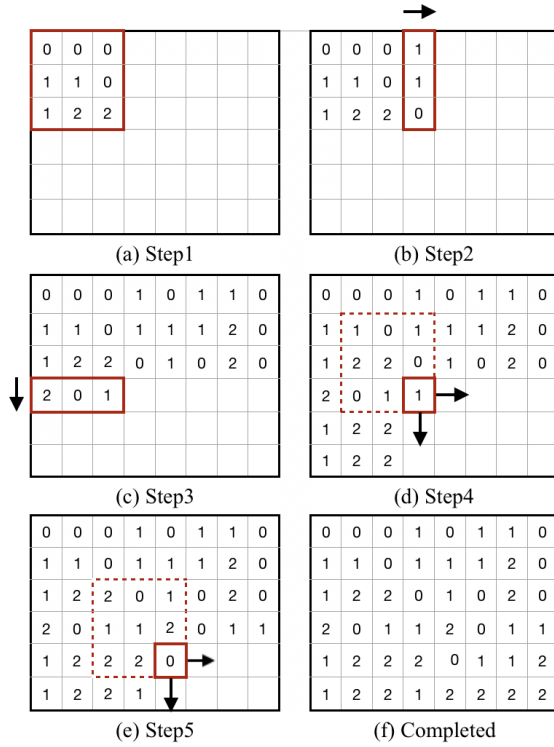 0 0 0
1 1 0
1 2 2
(a) Step1
0 0 0 1
1 1 0 1
1 2 2 0
(b) Step2
0 0 0 1 0 1 1 0
1 1 0 1 1 1 2 0
1 2 2 0 1 0 2 0
2 0 1
(c) Step3
0 0 0 1 0 1 1 0
1 1 0 1 1 1 2 0
1 2 2 0 1 0 2 0
2 0 1 1
1 2 2
1 2 2
(d) Step4
0 0 0 1 0 1 1 0
1 1 0 1 1 1 2 0
1 2 2 0 1 0 2 0
2 0 1 1 2 0 1 1
1 2 2 2 0
1 2 2 1
(e) Step5
0 0 0 1 0 1 1 0
1 1 0 1 1 1 2 0
1 2 2 0 1 0 2 0
2 0 1 1 2 0 1 1
1 2 2 2 0 1 1 2
1 2 2 1 2 2 2 2
(f) Completed